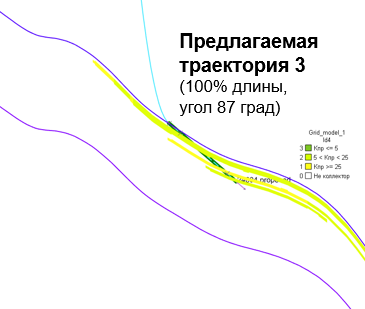 Предлагаемая
траектория 3
(100% длины,
угол 87 град)
Grid_model_1
3 Кпр <= 5
2 5 < Кпр < 25
1 Кпр >= 25
0 Не коллектор